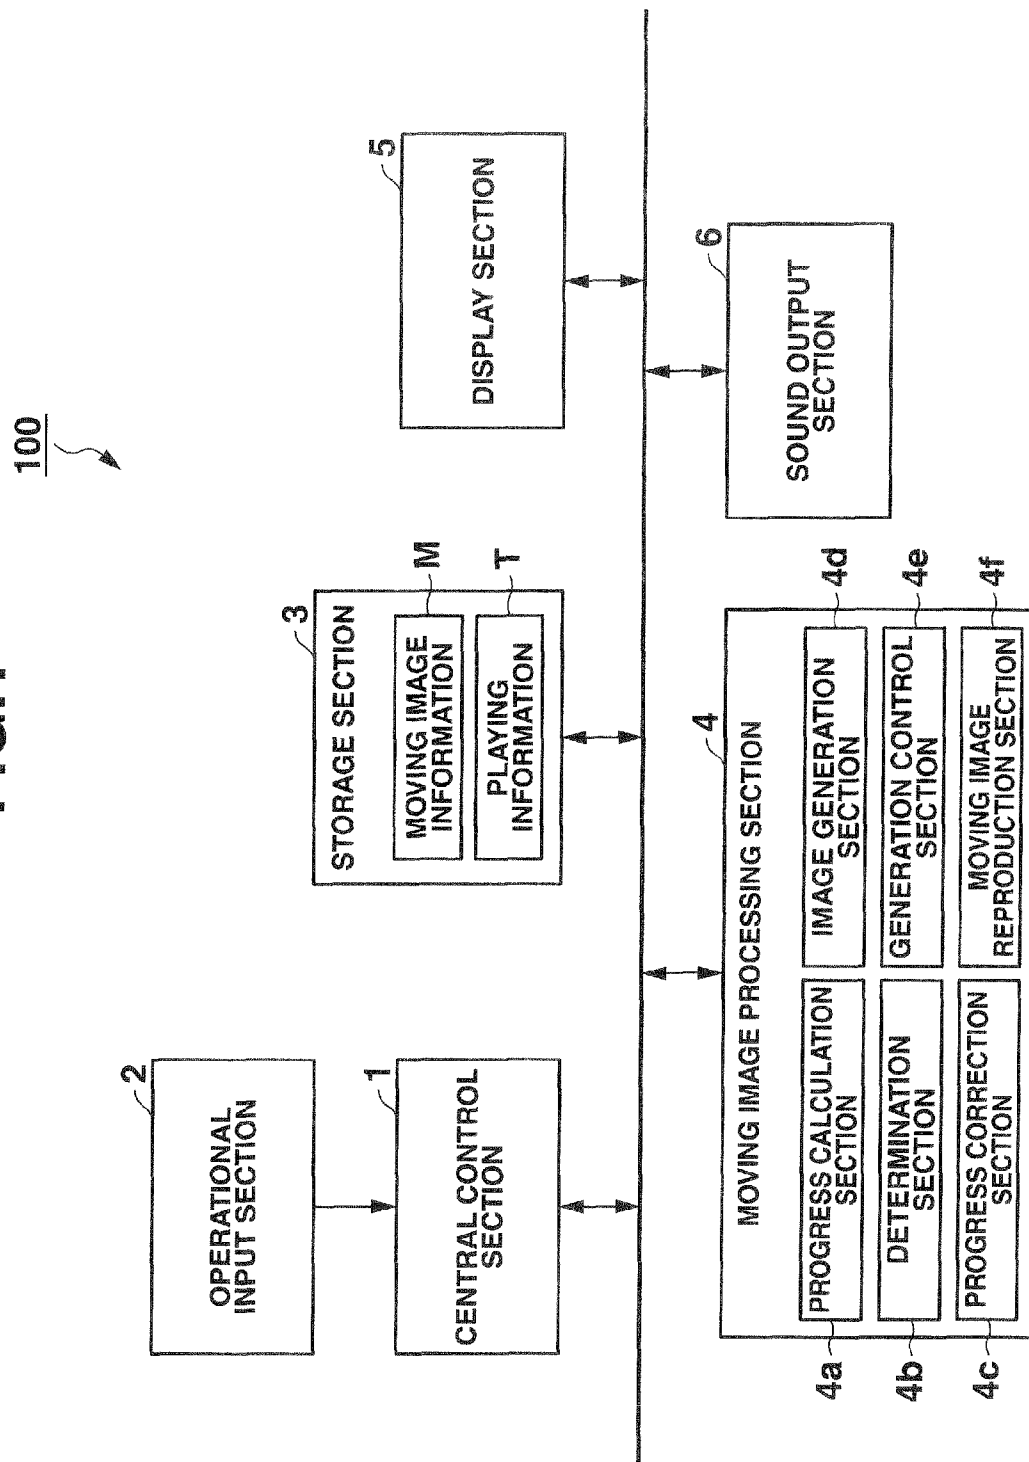 100
2
OPERATIONAL
INPUT SECTION
1
CENTRAL CONTROL
SECTION
3
STORAGE SECTION
MOVING IMAGE
INFORMATION
M
PLAYING
INFORMATION
T
5
DISPLAY SECTION
4
MOVING IMAGE PROCESSING SECTION
4a
PROGRESS CALCULATION
SECTION
4b
DETERMINATION
SECTION
4c
PROGRESS CORRECTION
SECTION
IMAGE GENERATION
SECTION
4d
GENERATION CONTROL
SECTION
4e
MOVING IMAGE
REPRODUCTION SECTION
4f
6
SOUND OUTPUT
SECTION